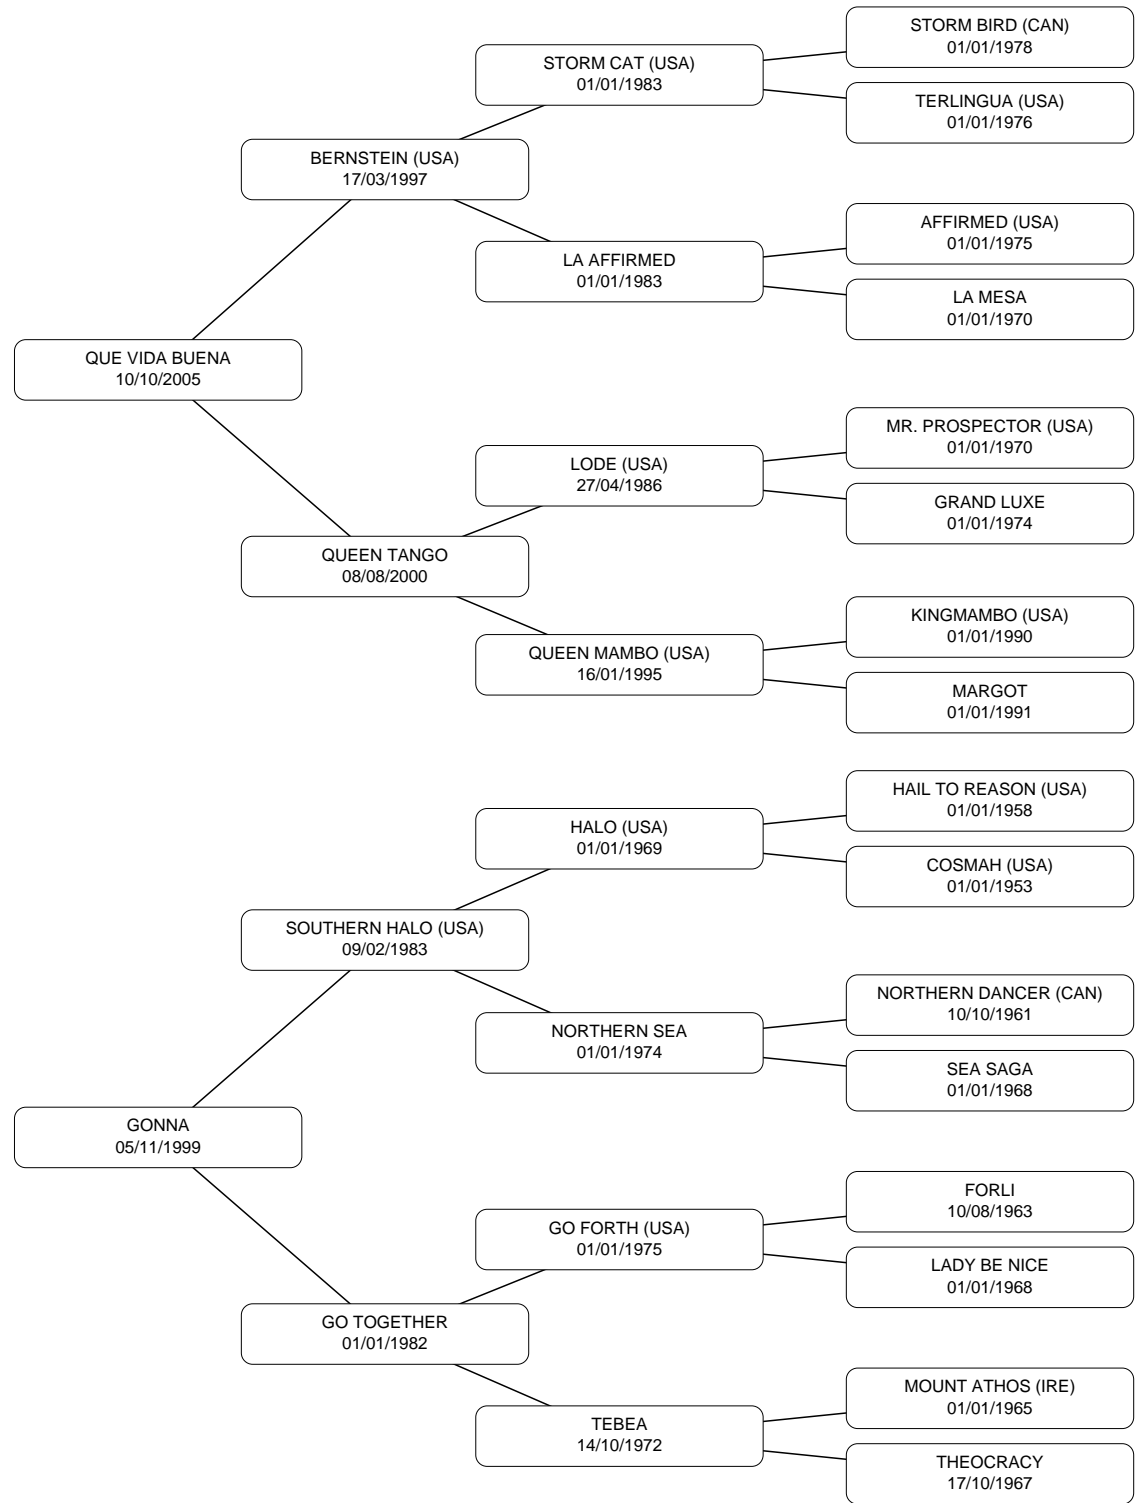 STORM BIRD (CAN)
01/01/1978
STORM CAT (USA)
01/01/1983
TERLINGUA (USA)
01/01/1976
BERNSTEIN (USA)
17/03/1997
AFFIRMED (USA)
01/01/1975
LA AFFIRMED
01/01/1983
LA MESA
01/01/1970
QUE VIDA BUENA
10/10/2005
MR. PROSPECTOR (USA)
01/01/1970
LODE (USA)
27/04/1986
GRAND LUXE
01/01/1974
QUEEN TANGO
08/08/2000
KINGMAMBO (USA)
01/01/1990
QUEEN MAMBO (USA)
16/01/1995
MARGOT
01/01/1991
HAIL TO REASON (USA)
01/01/1958
HALO (USA)
01/01/1969
COSMAH (USA)
01/01/1953
SOUTHERN HALO (USA)
09/02/1983
NORTHERN DANCER (CAN)
10/10/1961
NORTHERN SEA
01/01/1974
SEA SAGA
01/01/1968
GONNA
05/11/1999
FORLI
10/08/1963
GO FORTH (USA)
01/01/1975
LADY BE NICE
01/01/1968
GO TOGETHER
01/01/1982
MOUNT ATHOS (IRE)
01/01/1965
TEBEA
14/10/1972
THEOCRACY
17/10/1967